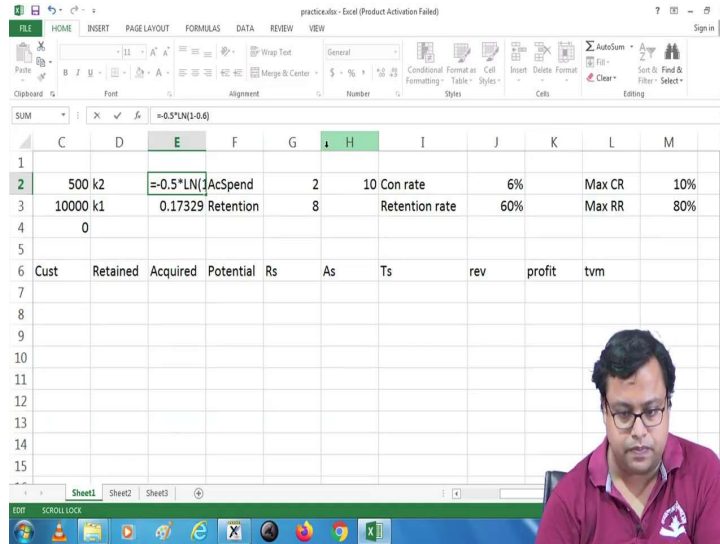 practice.xlsx - Excel (Product Activation Failed)
FILE HOME INSERT PAGE LAYOUT FORMULAS DATA REVIEW VIEW Sign in
Paste 11 Wrap Text General AutoSum
B I U Merge & Center $ - % Conditional Formatting Format as Table Cell Styles Insert Delete Format Fill Clear Sort & Filter Find & Select
Clipboard Font Alignment Number Styles Cells Editing
SUM fx =-0.5*LN(1-0.6)
C D E F G H I J K L M
1
2 500 k2 =-0.5*LN(1 AcSpend 2 10 Con rate 6% Max CR 10%
3 10000 k1 0.17329 Retention 8 Retention rate 60% Max RR 80%
4 0
5
6 Cust Retained Acquired Potential Rs As Ts rev profit tvm
7
8
9
10
11
12
13
14
15
Sheet1 Sheet2 Sheet3
EDIT SCROLL LOCK